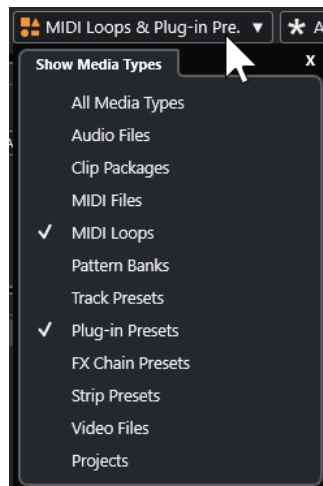 MIDI Loops & Plug-in Pre. ▼ A
Show Media Types X
All Media Types
Audio Files
Clip Packages
MIDI Files
✓ MIDI Loops
Pattern Banks
Track Presets
✓ Plug-in Presets
FX Chain Presets
Strip Presets
Video Files
Projects